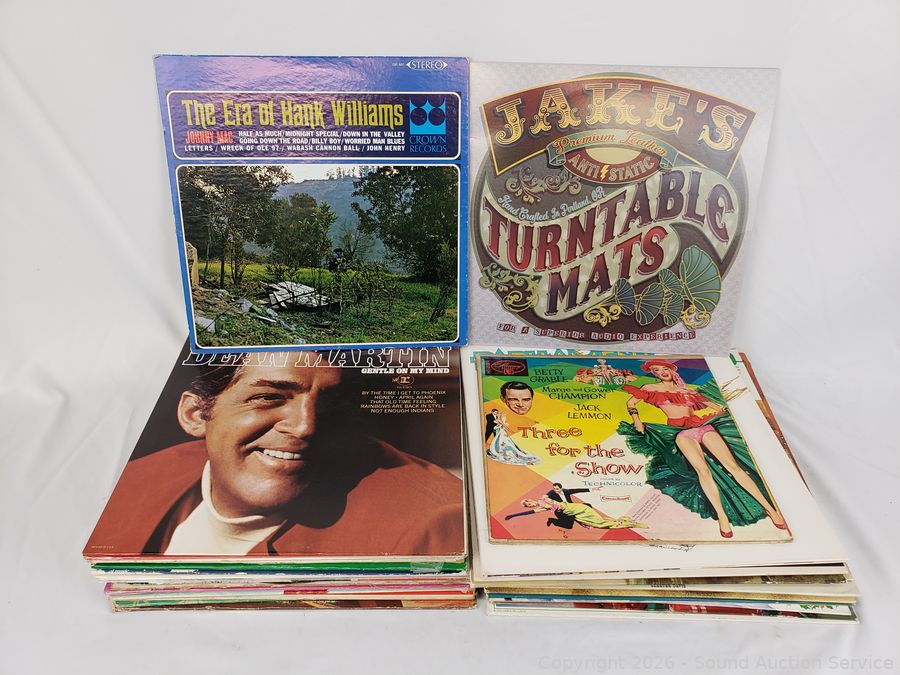 STEREO
The Era of Hank Williams
JOHNNY MAC
HALF AS MUCH/MIDNIGHT SPECIAL/DOWN IN THE VALLEY
GOING DOWN THE ROAD/BILLY BOY/WORRIED MAN BLUES
LETTERS / WRECK OF OLE 97 / WABASH CANNON BALL / JOHN HENRY
CROWN
RECORDS
JAKE'S
Premium Leather
ANTI STATIC
Hand Crafted In Portland, OR
TURNTABLE
MATS
FOR A SUPERIOR AUDIO EXPERIENCE
DEAN MARTIN
GENTLE ON MY MIND
BY THE TIME I GET TO PHOENIX
HONEY • APRIL AGAIN
THAT OLD TIME FEELING
RAINBOWS ARE BACK IN STYLE
NOT ENOUGH INDIANS
BETTY
GRABLE
Marge and Gower
CHAMPION
JACK
LEMMON
Three
for the
Show
COLOR BY
TECHNICOLOR
CinemaScope
Copyright 2026 - Sound Auction Service